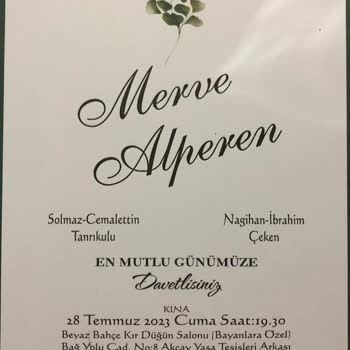 Merve
Alperen
Solmaz-Cemalettin Nagihan-İbrahim
Tanrıkulu Çeken
EN MUTLU GÜNÜMÜZE
Davetlisiniz
KINA
28 Temmuz 2023 Cuma Saat:19.30
Beyaz Bahçe Kır Düğün Salonu (Bayanlara Özel)
Bağ Yolu Cad. No:8 Akçay Yasa Tesisleri Arkası